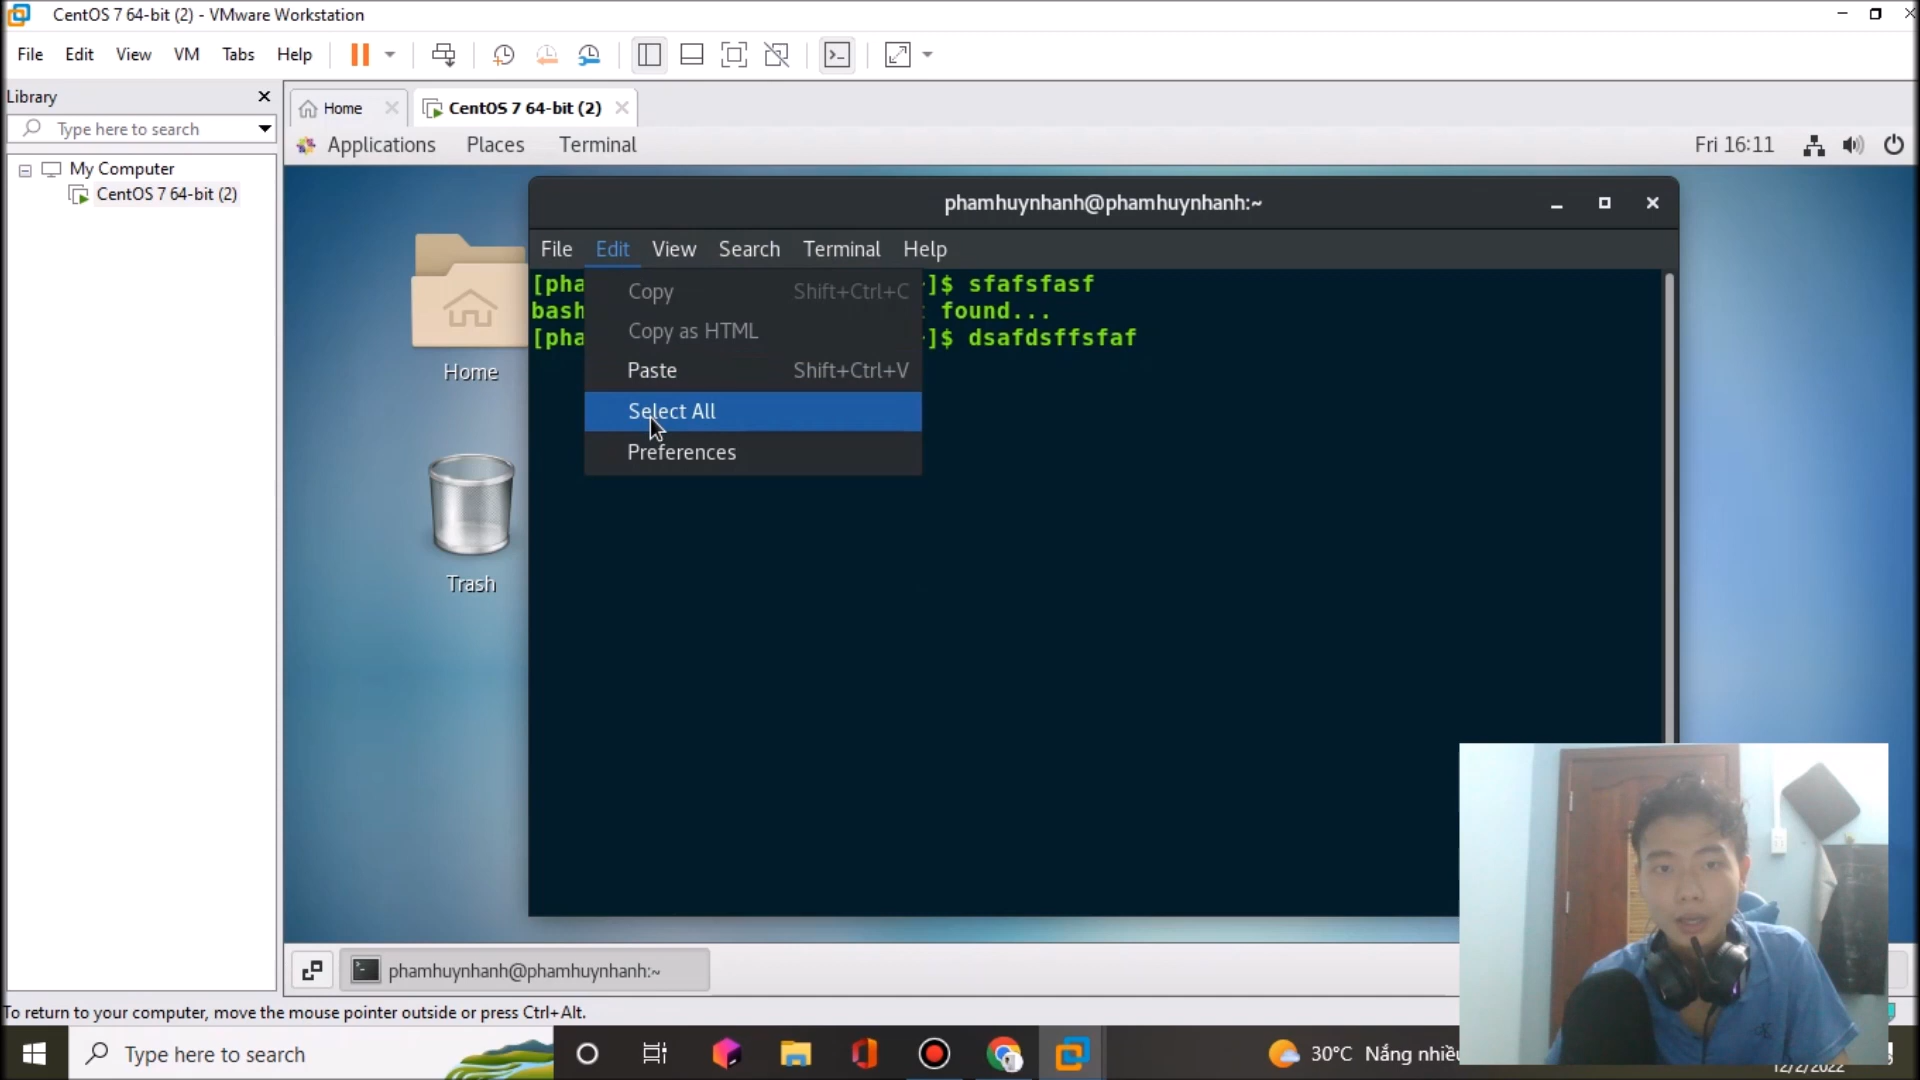 CentOS 7 64-bit (2) - VMware Workstation
File Edit View VM Tabs Help
Library
Type here to search
My Computer
CentOS 7 64-bit (2)
Home
CentOS 7 64-bit (2)
Applications Places Terminal
Fri 16:11
Home
Trash
phamhuynhanh@phamhuynhanh:~
File Edit View Search Terminal Help
[pha ]$ sfafsfasf
bash found...
[pha ]$ dsafdsffsfaf
Copy Shift+Ctrl+C
Copy as HTML
Paste Shift+Ctrl+V
Select All
Preferences
phamhuynhanh@phamhuynhanh:~
To return to your computer, move the mouse pointer outside or press Ctrl+Alt.
Type here to search
30°C Nắng nhiều
12/2/2022